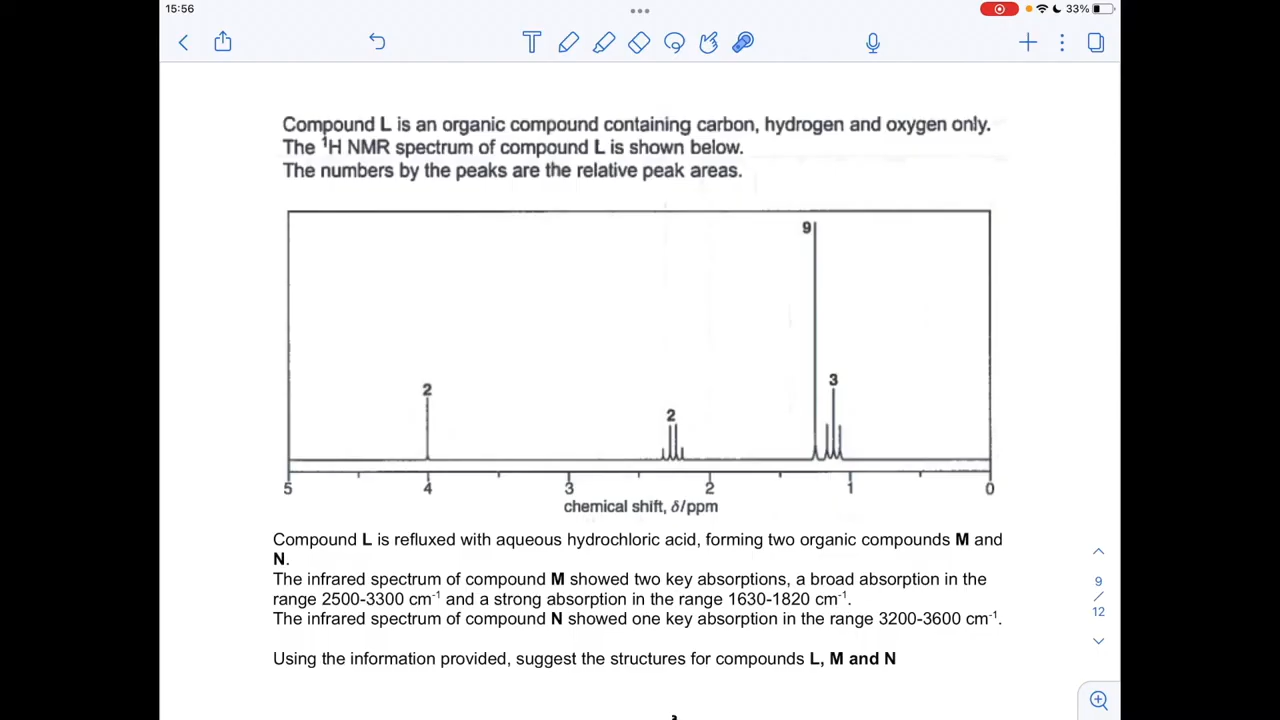 15:56
33%
Compound L is an organic compound containing carbon, hydrogen and oxygen only.
The ¹H NMR spectrum of compound L is shown below.
The numbers by the peaks are the relative peak areas.
9
3
2
2
5 4 3 2 1 0
chemical shift, δ/ppm
Compound L is refluxed with aqueous hydrochloric acid, forming two organic compounds M and
N.
The infrared spectrum of compound M showed two key absorptions, a broad absorption in the
range 2500-3300 cm⁻¹ and a strong absorption in the range 1630-1820 cm⁻¹.
The infrared spectrum of compound N showed one key absorption in the range 3200-3600 cm⁻¹.
Using the information provided, suggest the structures for compounds L, M and N
9
/
12